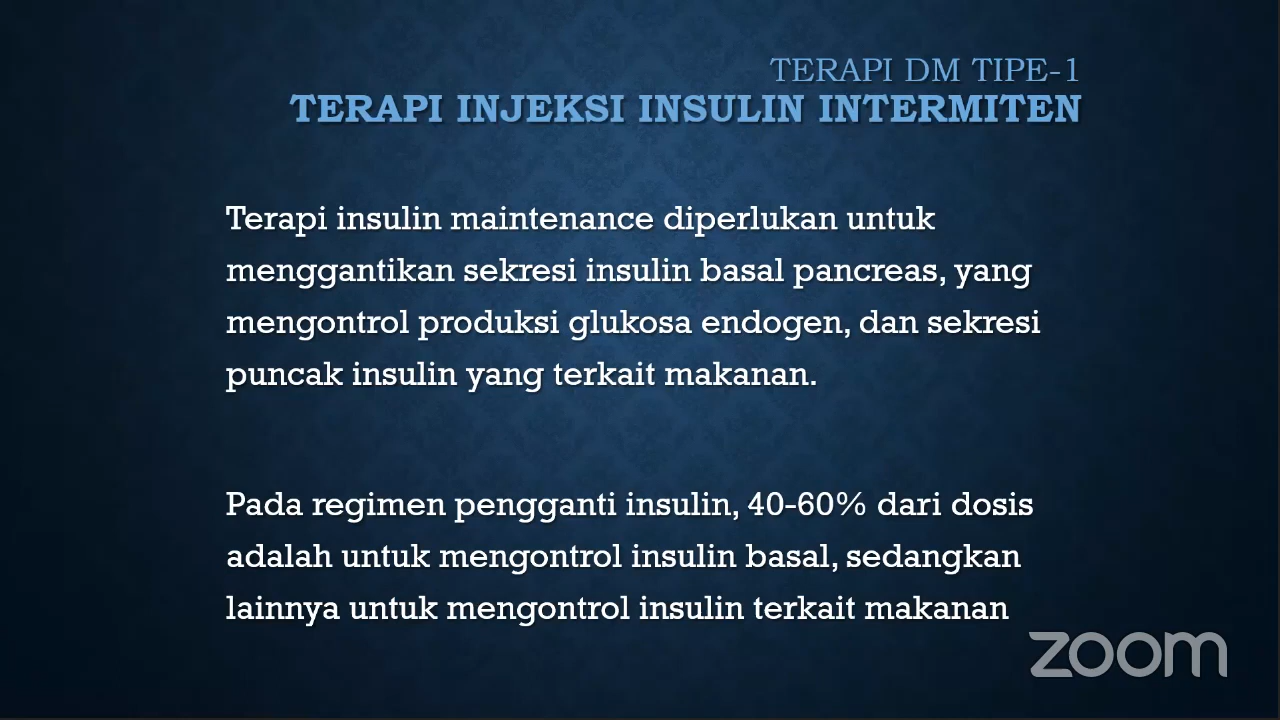 TERAPI DM TIPE-1
TERAPI INJEKSI INSULIN INTERMITEN
Terapi insulin maintenance diperlukan untuk
menggantikan sekresi insulin basal pancreas, yang
mengontrol produksi glukosa endogen, dan sekresi
puncak insulin yang terkait makanan.
Pada regimen pengganti insulin, 40-60% dari dosis
adalah untuk mengontrol insulin basal, sedangkan
lainnya untuk mengontrol insulin terkait makanan
zoom